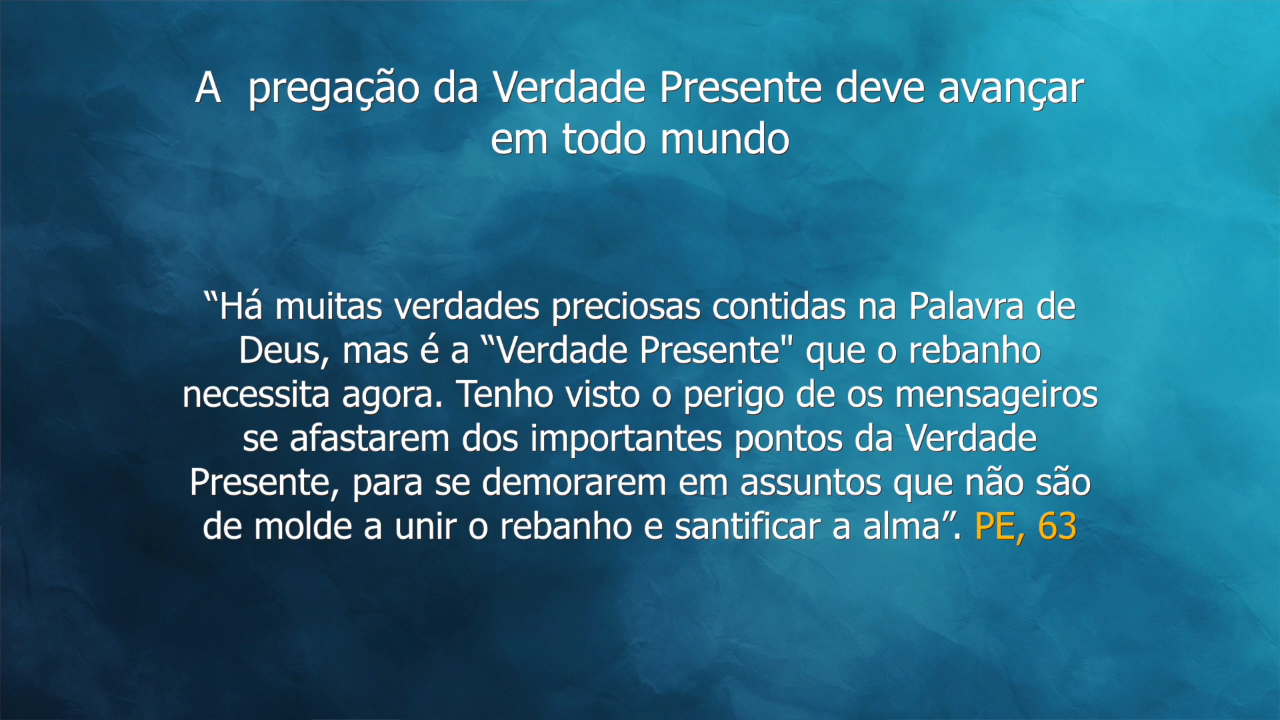 A  pregação da Verdade Presente deve avançar
em todo mundo
“Há muitas verdades preciosas contidas na Palavra de
Deus, mas é a “Verdade Presente" que o rebanho
necessita agora. Tenho visto o perigo de os mensageiros
se afastarem dos importantes pontos da Verdade
Presente, para se demorarem em assuntos que não são
de molde a unir o rebanho e santificar a alma”. PE, 63